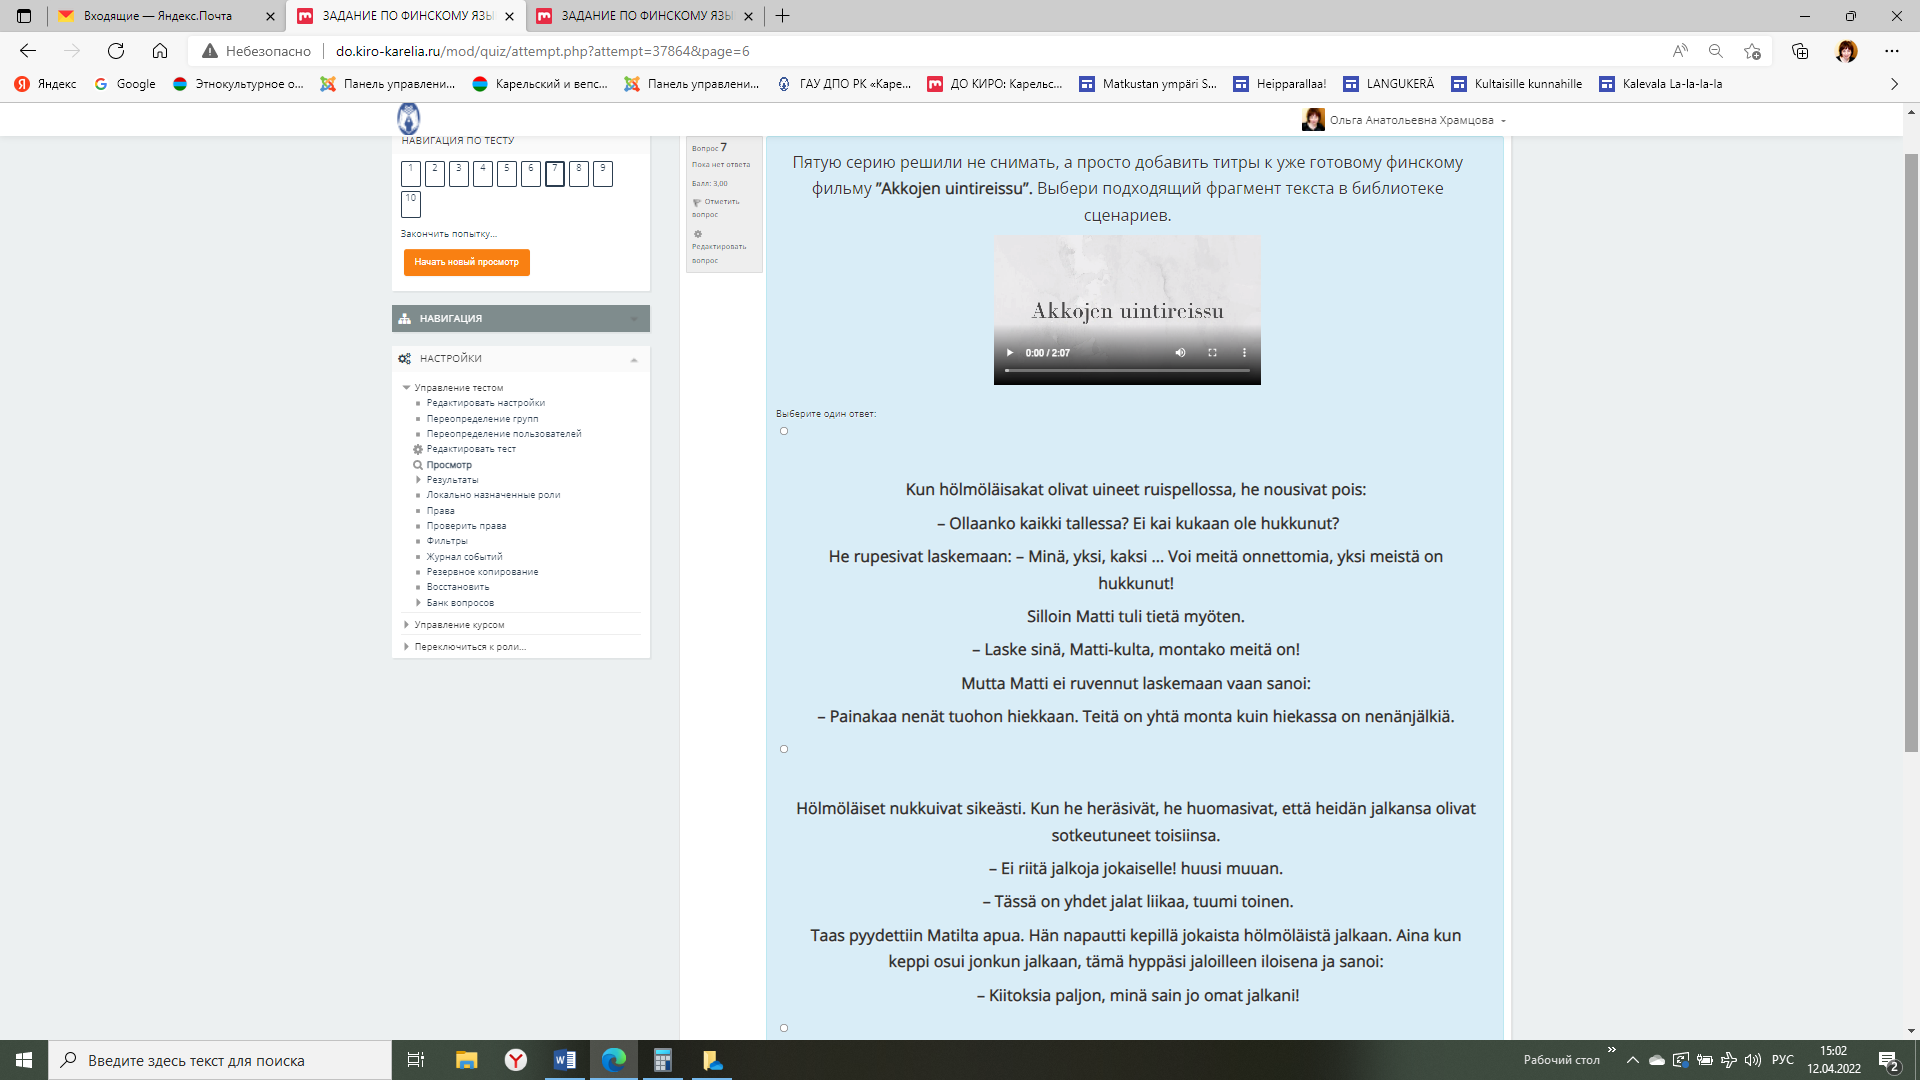 Входящие — Яндекс.Почта
ЗАДАНИЕ ПО ФИНСКОМУ ЯЗЫ
ЗАДАНИЕ ПО ФИНСКОМУ ЯЗЫ
Небезопасно
do.kiro-karelia.ru/mod/quiz/attempt.php?attempt=37864&page=6
Яндекс
Google
Этнокультурное о...
Панель управлени...
Карельский и вепс...
Панель управлени...
ГАУ ДПО РК «Каре...
ДО КИРО: Карельс...
Matkustan ympäri S...
Heipparallaa!
LANGUKERÄ
Kultaisille kunnahille
Kalevala La-la-la-la
Ольга Анатольевна Храмцова
НАВИГАЦИЯ ПО ТЕСТУ
1 2 3 4 5 6 7 8 9
10
Закончить попытку...
Начать новый просмотр
НАВИГАЦИЯ
НАСТРОЙКИ
Управление тестом
Редактировать настройки
Переопределение групп
Переопределение пользователей
Редактировать тест
Просмотр
Результаты
Локально назначенные роли
Права
Проверить права
Фильтры
Журнал событий
Резервное копирование
Восстановить
Банк вопросов
Управление курсом
Переключиться к роли...
Вопрос 7
Пока нет ответа
Балл: 3,00
Отметить
вопрос
Редактировать
вопрос
Пятую серию решили не снимать, а просто добавить титры к уже готовому финскому
фильму ”Akkojen uintireissu”. Выбери подходящий фрагмент текста в библиотеке
сценариев.
Akkojen uintireissu
0:00 / 2:07
Выберите один ответ:
Kun hölmöläisakat olivat uineet ruispellossa, he nousivat pois:
– Ollaanko kaikki tallessa? Ei kai kukaan ole hukkunut?
He rupesivat laskemaan: – Minä, yksi, kaksi ... Voi meitä onnettomia, yksi meistä on
hukkunut!
Silloin Matti tuli tietä myöten.
– Laske sinä, Matti-kulta, montako meitä on!
Mutta Matti ei ruvennut laskemaan vaan sanoi:
– Painakaa nenät tuohon hiekkaan. Teitä on yhtä monta kuin hiekassa on nenänjälkiä.
Hölmöläiset nukkuivat sikeästi. Kun he heräsivät, he huomasivat, että heidän jalkansa olivat
sotkeutuneet toisiinsa.
– Ei riitä jalkoja jokaiselle! huusi muuan.
– Tässä on yhdet jalat liikaa, tuumi toinen.
Taas pyydettiin Matilta apua. Hän napautti kepillä jokaista hölmöläistä jalkaan. Aina kun
keppi osui jonkun jalkaan, tämä hyppäsi jaloilleen iloisena ja sanoi:
– Kiitoksia paljon, minä sain jo omat jalkani!
Введите здесь текст для поиска
Рабочий стол
РУС
15:02
12.04.2022
2